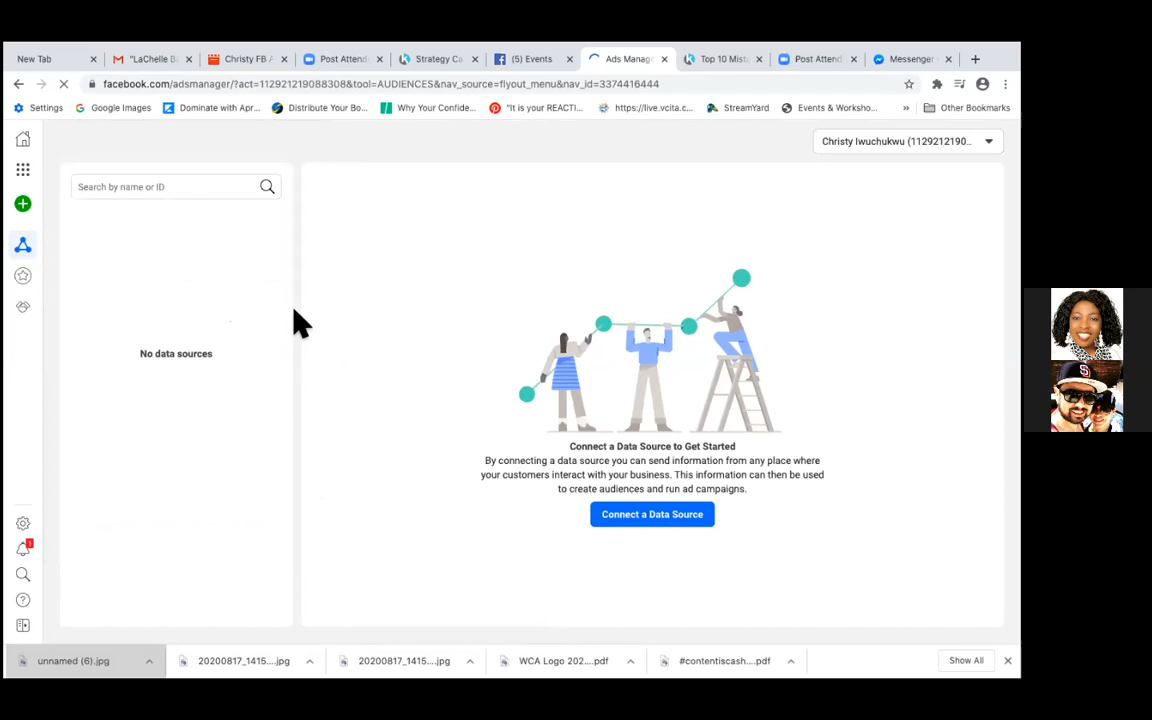 New Tab
"LaChelle B
Christy FB
Post Attend
Strategy Ca
(5) Events
Ads Manag
Top 10 Mist
Post Attend
Messenger
facebook.com/adsmanager/?act=112921219088308&tool=AUDIENCES&nav_source=flyout_menu&nav_id=3374416444
Settings
Google Images
Dominate with Apr...
Distribute Your Bo...
Why Your Confide...
"It is your REACTI...
https://live.vcita.c...
StreamYard
Events & Worksho...
»
Other Bookmarks
Christy Iwuchukwu (1129212190...
Search by name or ID
No data sources
Connect a Data Source to Get Started
By connecting a data source you can send information from any place where
your customers interact with your business. This information can then be used
to create audiences and run ad campaigns.
Connect a Data Source
1
unnamed (6).jpg
20200817_1415....jpg
20200817_1415....jpg
WCA Logo 202....pdf
#contentiscash....pdf
Show All